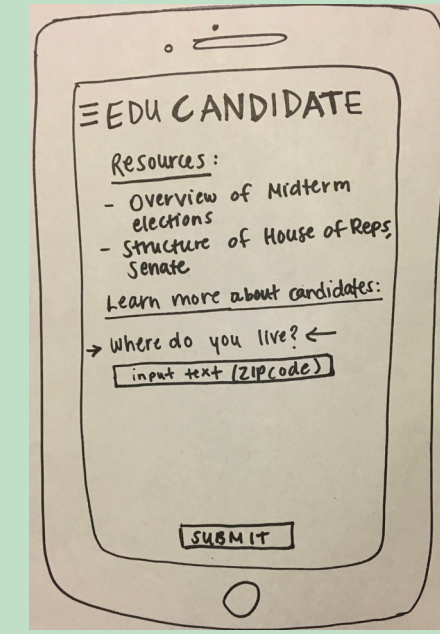 EDU CANDIDATE
Resources:
- Overview of Midterm
elections
- Structure of House of Reps,
Senate
Learn more about candidates:
→ Where do you live? ←
input text (ZIPCode)
SUBMIT